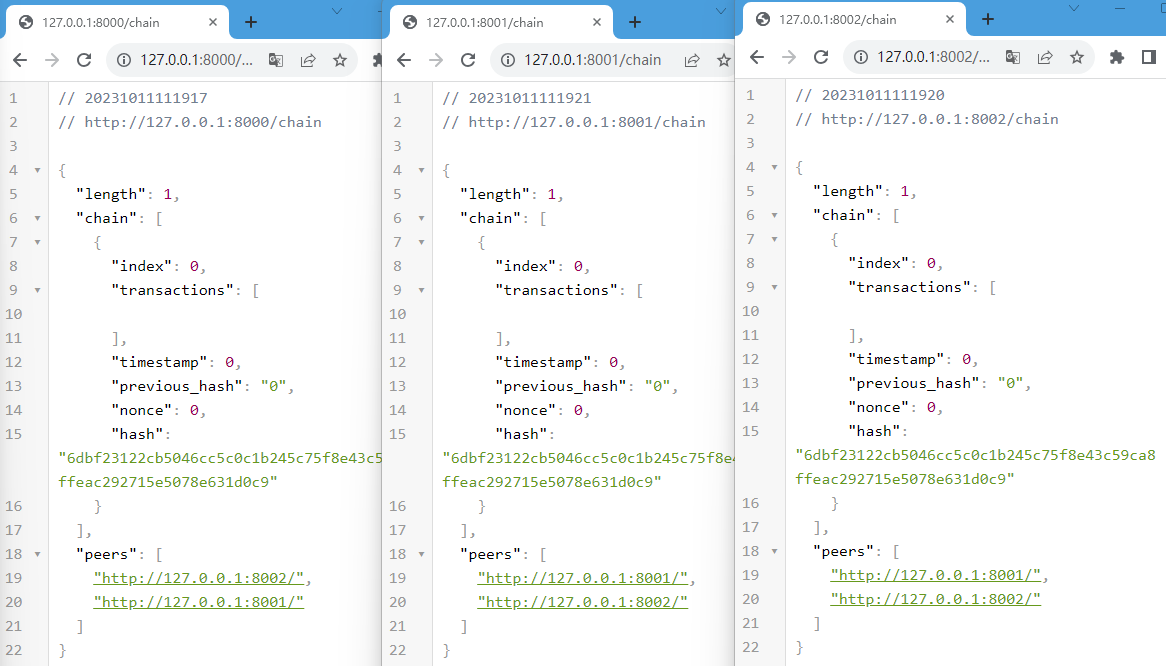 127.0.0.1:8000/chain
127.0.0.1:8000/...
1 // 20231011111917
2 // http://127.0.0.1:8000/chain
3
4 {
5 "length": 1,
6 "chain": [
7 {
8 "index": 0,
9 "transactions": [
10
11 ],
12 "timestamp": 0,
13 "previous_hash": "0",
14 "nonce": 0,
15 "hash":
"6dbf23122cb5046cc5c0c1b245c75f8e43c5
ffeac292715e5078e631d0c9"
16 }
17 ],
18 "peers": [
19 "http://127.0.0.1:8002/",
20 "http://127.0.0.1:8001/"
21 ]
22 }
127.0.0.1:8001/chain
127.0.0.1:8001/chain
1 // 20231011111921
2 // http://127.0.0.1:8001/chain
3
4 {
5 "length": 1,
6 "chain": [
7 {
8 "index": 0,
9 "transactions": [
10
11 ],
12 "timestamp": 0,
13 "previous_hash": "0",
14 "nonce": 0,
15 "hash":
"6dbf23122cb5046cc5c0c1b245c75f8e4
ffeac292715e5078e631d0c9"
16 }
17 ],
18 "peers": [
19 "http://127.0.0.1:8001/",
20 "http://127.0.0.1:8002/"
21 ]
22 }
127.0.0.1:8002/chain
127.0.0.1:8002/...
1 // 20231011111920
2 // http://127.0.0.1:8002/chain
3
4 {
5 "length": 1,
6 "chain": [
7 {
8 "index": 0,
9 "transactions": [
10
11 ],
12 "timestamp": 0,
13 "previous_hash": "0",
14 "nonce": 0,
15 "hash":
"6dbf23122cb5046cc5c0c1b245c75f8e43c59ca8
ffeac292715e5078e631d0c9"
16 }
17 ],
18 "peers": [
19 "http://127.0.0.1:8001/",
20 "http://127.0.0.1:8002/"
21 ]
22 }